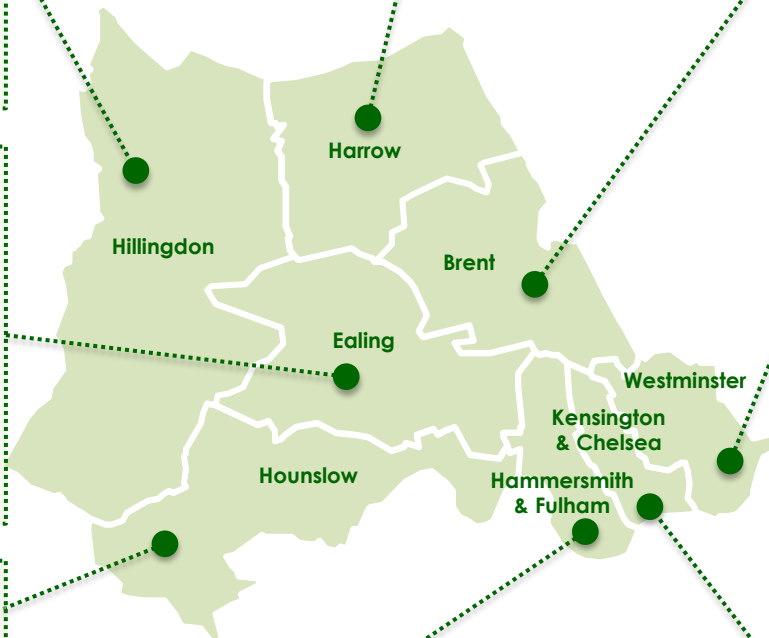 Harrow
Hillingdon
Brent
Ealing
Westminster
Kensington
& Chelsea
Hounslow
Hammersmith
& Fulham